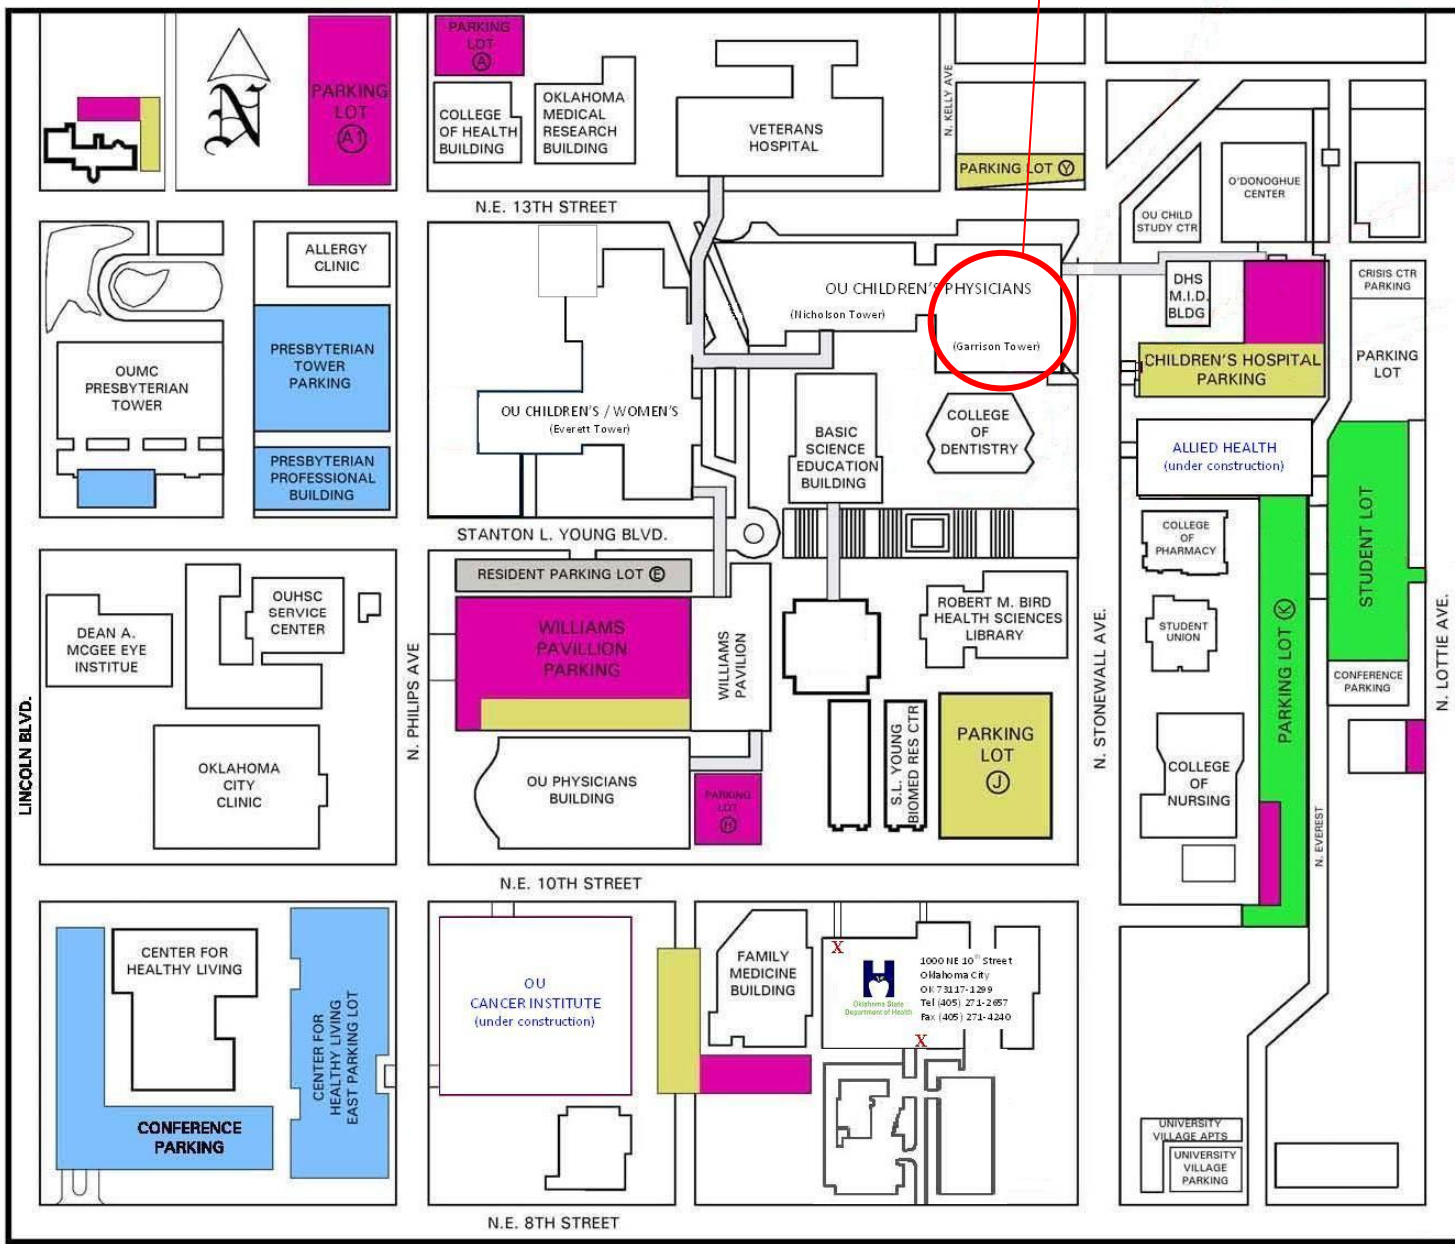 PARKING
LOT
A1
N
PARKING
LOT
A
COLLEGE
OF HEALTH
BUILDING
OKLAHOMA
MEDICAL
RESEARCH
BUILDING
VETERANS
HOSPITAL
N. KELLY AVE
PARKING LOT Y
O'DONOGHUE
CENTER
OU CHILD
STUDY CTR
N.E. 13TH STREET
ALLERGY
CLINIC
PRESBYTERIAN
TOWER
PARKING
OUMC
PRESBYTERIAN
TOWER
PRESBYTERIAN
PROFESSIONAL
BUILDING
OU CHILDREN'S PHYSICIANS
(Nicholson Tower)
(Garrison Tower)
OU CHILDREN'S / WOMEN'S
(Everett Tower)
BASIC
SCIENCE
EDUCATION
BUILDING
COLLEGE
OF
DENTISTRY
DHS
M.I.D.
BLDG
CHILDREN'S HOSPITAL
PARKING
CRISIS CTR
PARKING
PARKING
LOT
ALLIED HEALTH
(under construction)
STUDENT LOT
STANTON L. YOUNG BLVD.
RESIDENT PARKING LOT E
WILLIAMS
PAVILLION
PARKING
WILLIAMS
PAVILION
DEAN A.
MCGEE EYE
INSTITUE
OUHSC
SERVICE
CENTER
OKLAHOMA
CITY
CLINIC
LINCOLN BLVD.
N. PHILIPS AVE
OU PHYSICIANS
BUILDING
PARKING
LOT
H
ROBERT M. BIRD
HEALTH SCIENCES
LIBRARY
S.L. YOUNG
BIOMED RES CTR
PARKING
LOT
J
N. STONEWALL AVE.
COLLEGE
OF
PHARMACY
STUDENT
UNION
COLLEGE
OF
NURSING
PARKING LOT K
CONFERENCE
PARKING
N. EVEREST
N. LOTTIE AVE.
N.E. 10TH STREET
CENTER FOR
HEALTHY LIVING
CENTER FOR
HEALTHY LIVING
EAST PARKING LOT
CONFERENCE
PARKING
OU
CANCER INSTITUTE
(under construction)
FAMILY
MEDICINE
BUILDING
X
Oklahoma State
Department of Health
1000 NE 10th Street
Oklahoma City
OK 73117-1299
Tel (405) 271-2657
Fax (405) 271-4240
X
UNIVERSITY
VILLAGE APTS
UNIVERSITY
VILLAGE
PARKING
N.E. 8TH STREET